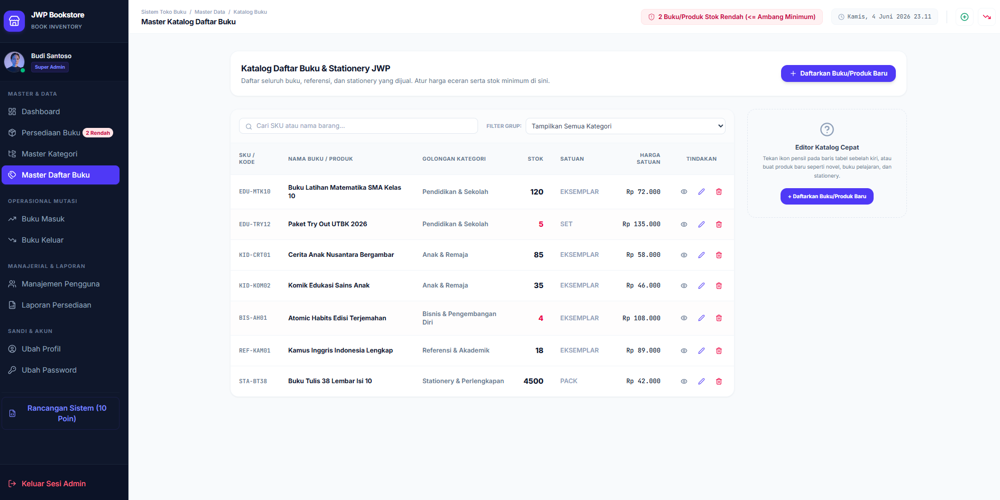 JWP Bookstore
BOOK INVENTORY
Budi Santoso
Super Admin
MASTER & DATA
Dashboard
Persediaan Buku 2 Rendah
Master Kategori
Master Daftar Buku
OPERASIONAL MUTASI
Buku Masuk
Buku Keluar
MANAJERIAL & LAPORAN
Manajemen Pengguna
Laporan Persediaan
SANDI & AKUN
Ubah Profil
Ubah Password
Rancangan Sistem (10
Poin)
Keluar Sesi Admin
Sistem Toko Buku / Master Data / Katalog Buku
Master Katalog Daftar Buku
2 Buku/Produk Stok Rendah (<= Ambang Minimum)
Kamis, 4 Juni 2026 23.11
Katalog Daftar Buku & Stationery JWP
Daftar seluruh buku, referensi, dan stationery yang dijual. Atur harga eceran serta stok minimum di sini.
Daftarkan Buku/Produk Baru
Cari SKU atau nama barang...
FILTER GRUP: Tampilkan Semua Kategori
SKU /
KODE
NAMA BUKU / PRODUK
GOLONGAN KATEGORI
STOK
SATUAN
HARGA
SATUAN
TINDAKAN
EDU-MTK10 Buku Latihan Matematika SMA Kelas
10
Pendidikan & Sekolah 120 EKSEMPLAR Rp 72.000
EDU-TRY12 Paket Try Out UTBK 2026 Pendidikan & Sekolah 5 SET Rp 135.000
KID-CRT01 Cerita Anak Nusantara Bergambar Anak & Remaja 85 EKSEMPLAR Rp 58.000
KID-KOM02 Komik Edukasi Sains Anak Anak & Remaja 35 EKSEMPLAR Rp 46.000
BIS-AH01 Atomic Habits Edisi Terjemahan Bisnis & Pengembangan
Diri
4 EKSEMPLAR Rp 108.000
REF-KAM01 Kamus Inggris Indonesia Lengkap Referensi & Akademik 18 EKSEMPLAR Rp 89.000
STA-BT38 Buku Tulis 38 Lembar Isi 10 Stationery & Perlengkapan 4500 PACK Rp 42.000
Editor Katalog Cepat
Tekan ikon pensil pada baris tabel sebelah kiri, atau
buat produk baru seperti novel, buku pelajaran, dan
stationery.
+ Daftarkan Buku/Produk Baru